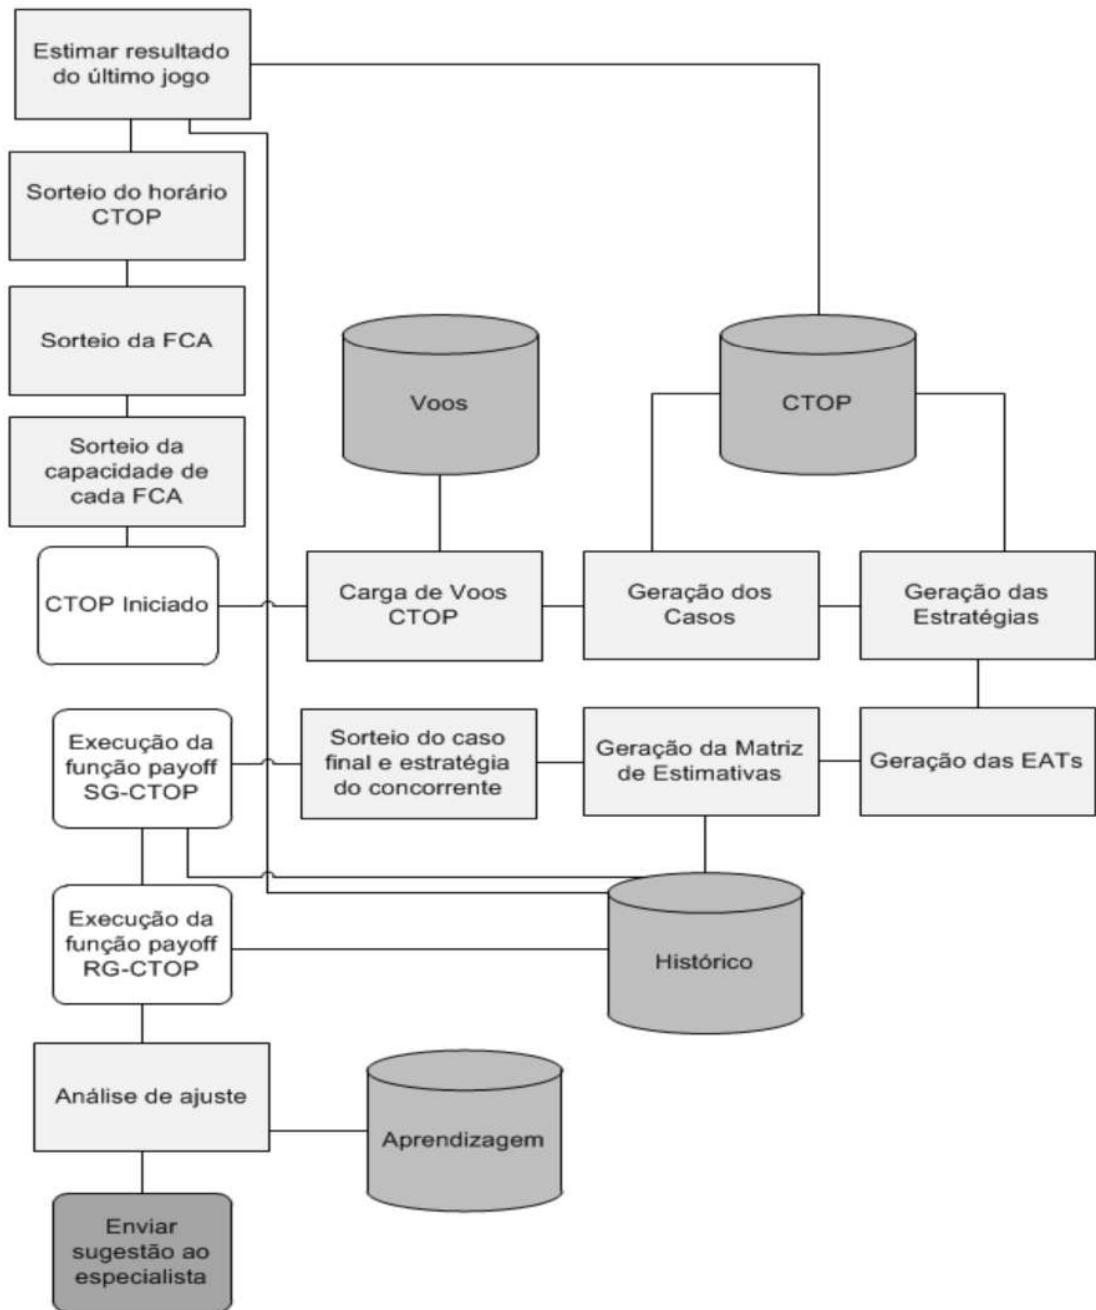 Estimar resultado
do último jogo
Sorteio do horário
CTOP
Sorteio da FCA
Sorteio da
capacidade de
cada FCA
Voos
CTOP
CTOP Iniciado
Carga de Voos
CTOP
Geração dos
Casos
Geração das
Estratégias
Execução da
função payoff
SG-CTOP
Sorteio do caso
final e estratégia
do concorrente
Geração da Matriz
de Estimativas
Geração das EATs
Execução da
função payoff
RG-CTOP
Histórico
Análise de ajuste
Aprendizagem
Enviar
sugestão ao
especialista